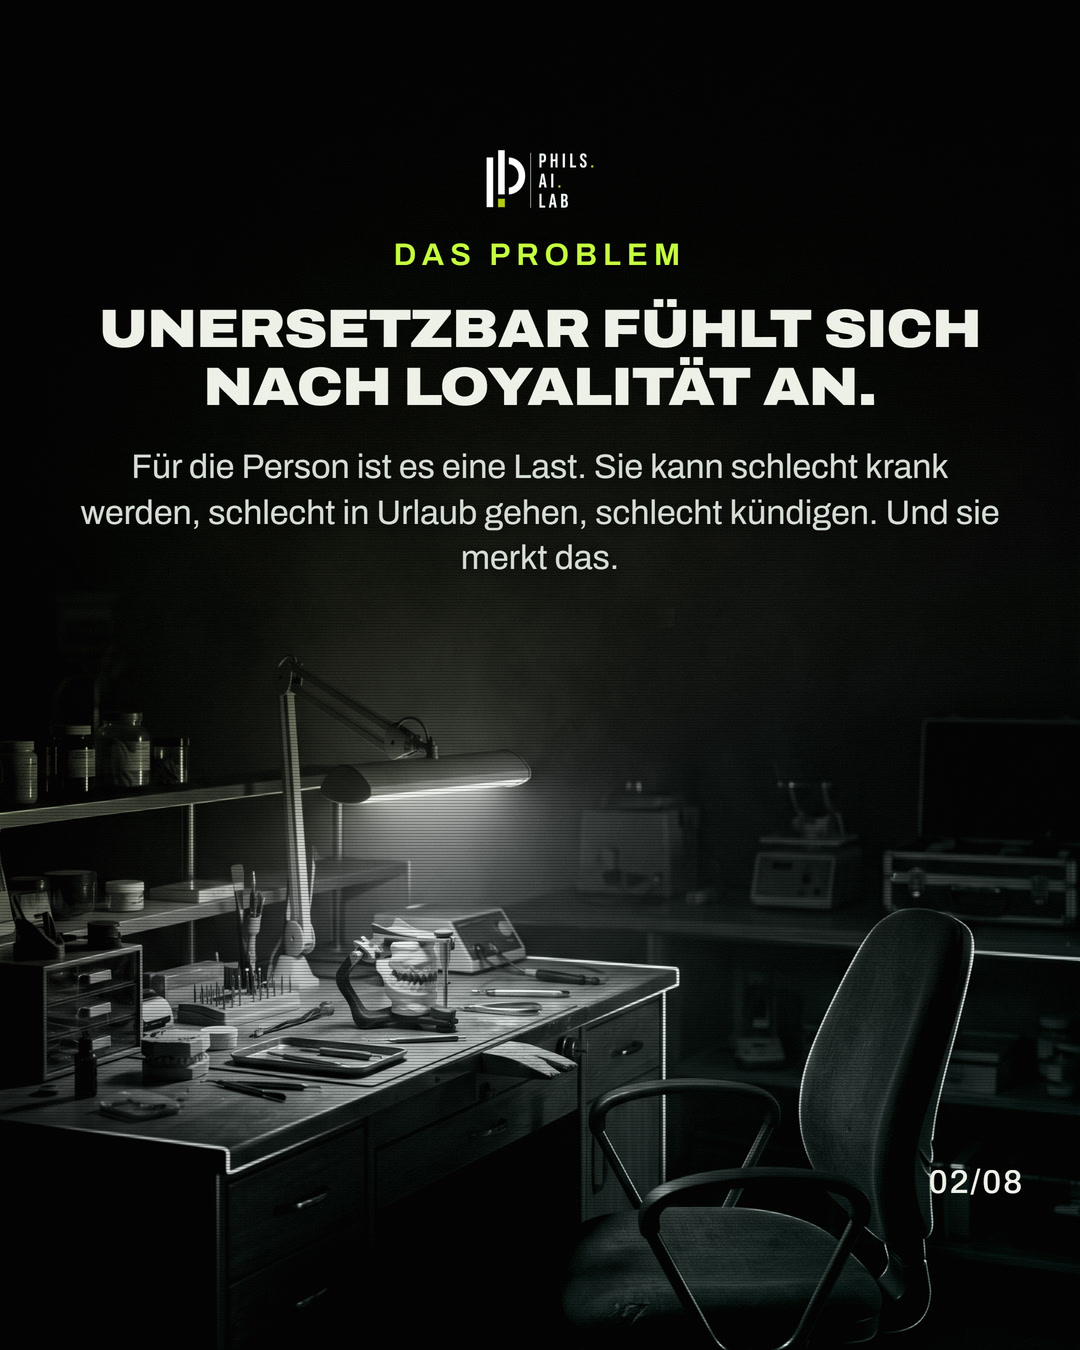 PHILS.
AI.
LAB
DAS PROBLEM
UNERSETZBAR FÜHLT SICH
NACH LOYALITÄT AN.
Für die Person ist es eine Last. Sie kann schlecht krank
werden, schlecht in Urlaub gehen, schlecht kündigen. Und sie
merkt das.
02/08